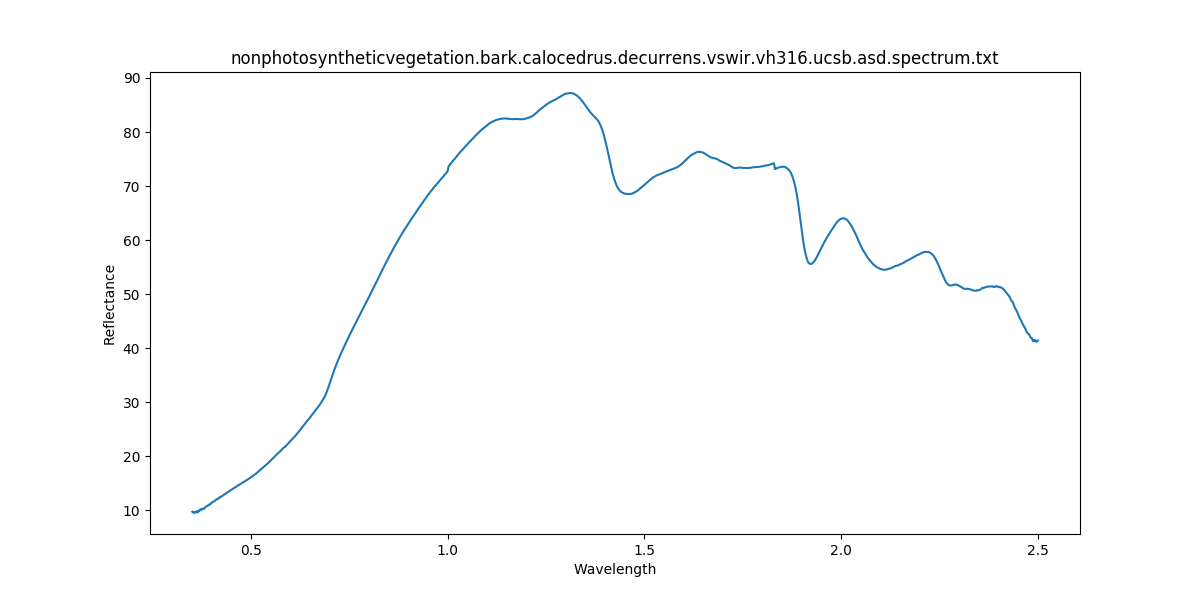 nonphotosyntheticvegetation.bark.calocedrus.decurrens.vswir.vh316.ucsb.asd.spectrum.txt
90
80
70
60
50
40
30
20
10
Reflectance
0.5 1.0 1.5 2.0 2.5
Wavelength